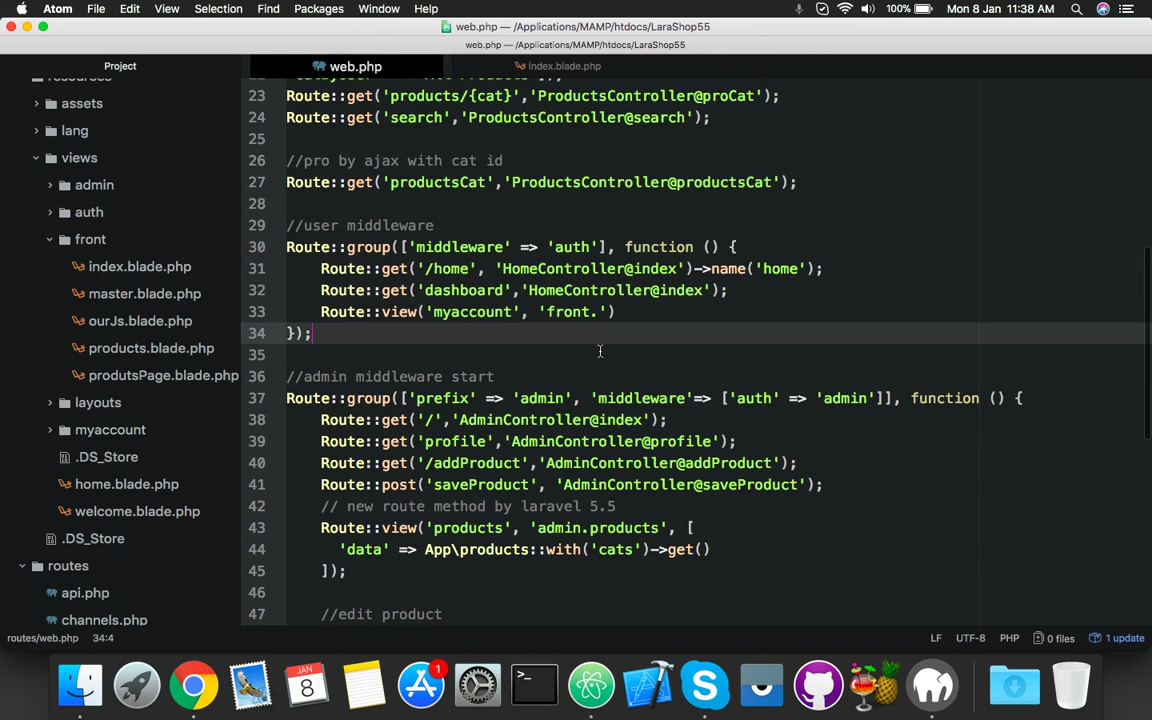 Atom File Edit View Selection Find Packages Window Help 100% Mon 8 Jan 11:38 AM
web.php — /Applications/MAMP/htdocs/LaraShop55
web.php — /Applications/MAMP/htdocs/LaraShop55
Project web.php index.blade.php
resources
assets
lang
views
admin
auth
front
index.blade.php
master.blade.php
ourJs.blade.php
products.blade.php
produtsPage.blade.php
layouts
myaccount
.DS_Store
home.blade.php
welcome.blade.php
.DS_Store
routes
api.php
channels.php
23 Route::get('products/{cat}','ProductsController@proCat');
24 Route::get('search','ProductsController@search');
25
26 //pro by ajax with cat id
27 Route::get('productsCat','ProductsController@productsCat');
28
29 //user middleware
30 Route::group(['middleware' => 'auth'], function () {
31 Route::get('/home', 'HomeController@index')->name('home');
32 Route::get('dashboard','HomeController@index');
33 Route::view('myaccount', 'front.')
34 });
35
36 //admin middleware start
37 Route::group(['prefix' => 'admin', 'middleware'=> ['auth' => 'admin']], function () {
38 Route::get('/','AdminController@index');
39 Route::get('profile','AdminController@profile');
40 Route::get('/addProduct','AdminController@addProduct');
41 Route::post('saveProduct', 'AdminController@saveProduct');
42 // new route method by laravel 5.5
43 Route::view('products', 'admin.products', [
44 'data' => App\products::with('cats')->get()
45 ]);
46
47 //edit product
routes/web.php 34:4 LF UTF-8 PHP 0 files 1 update
JAN
8
1